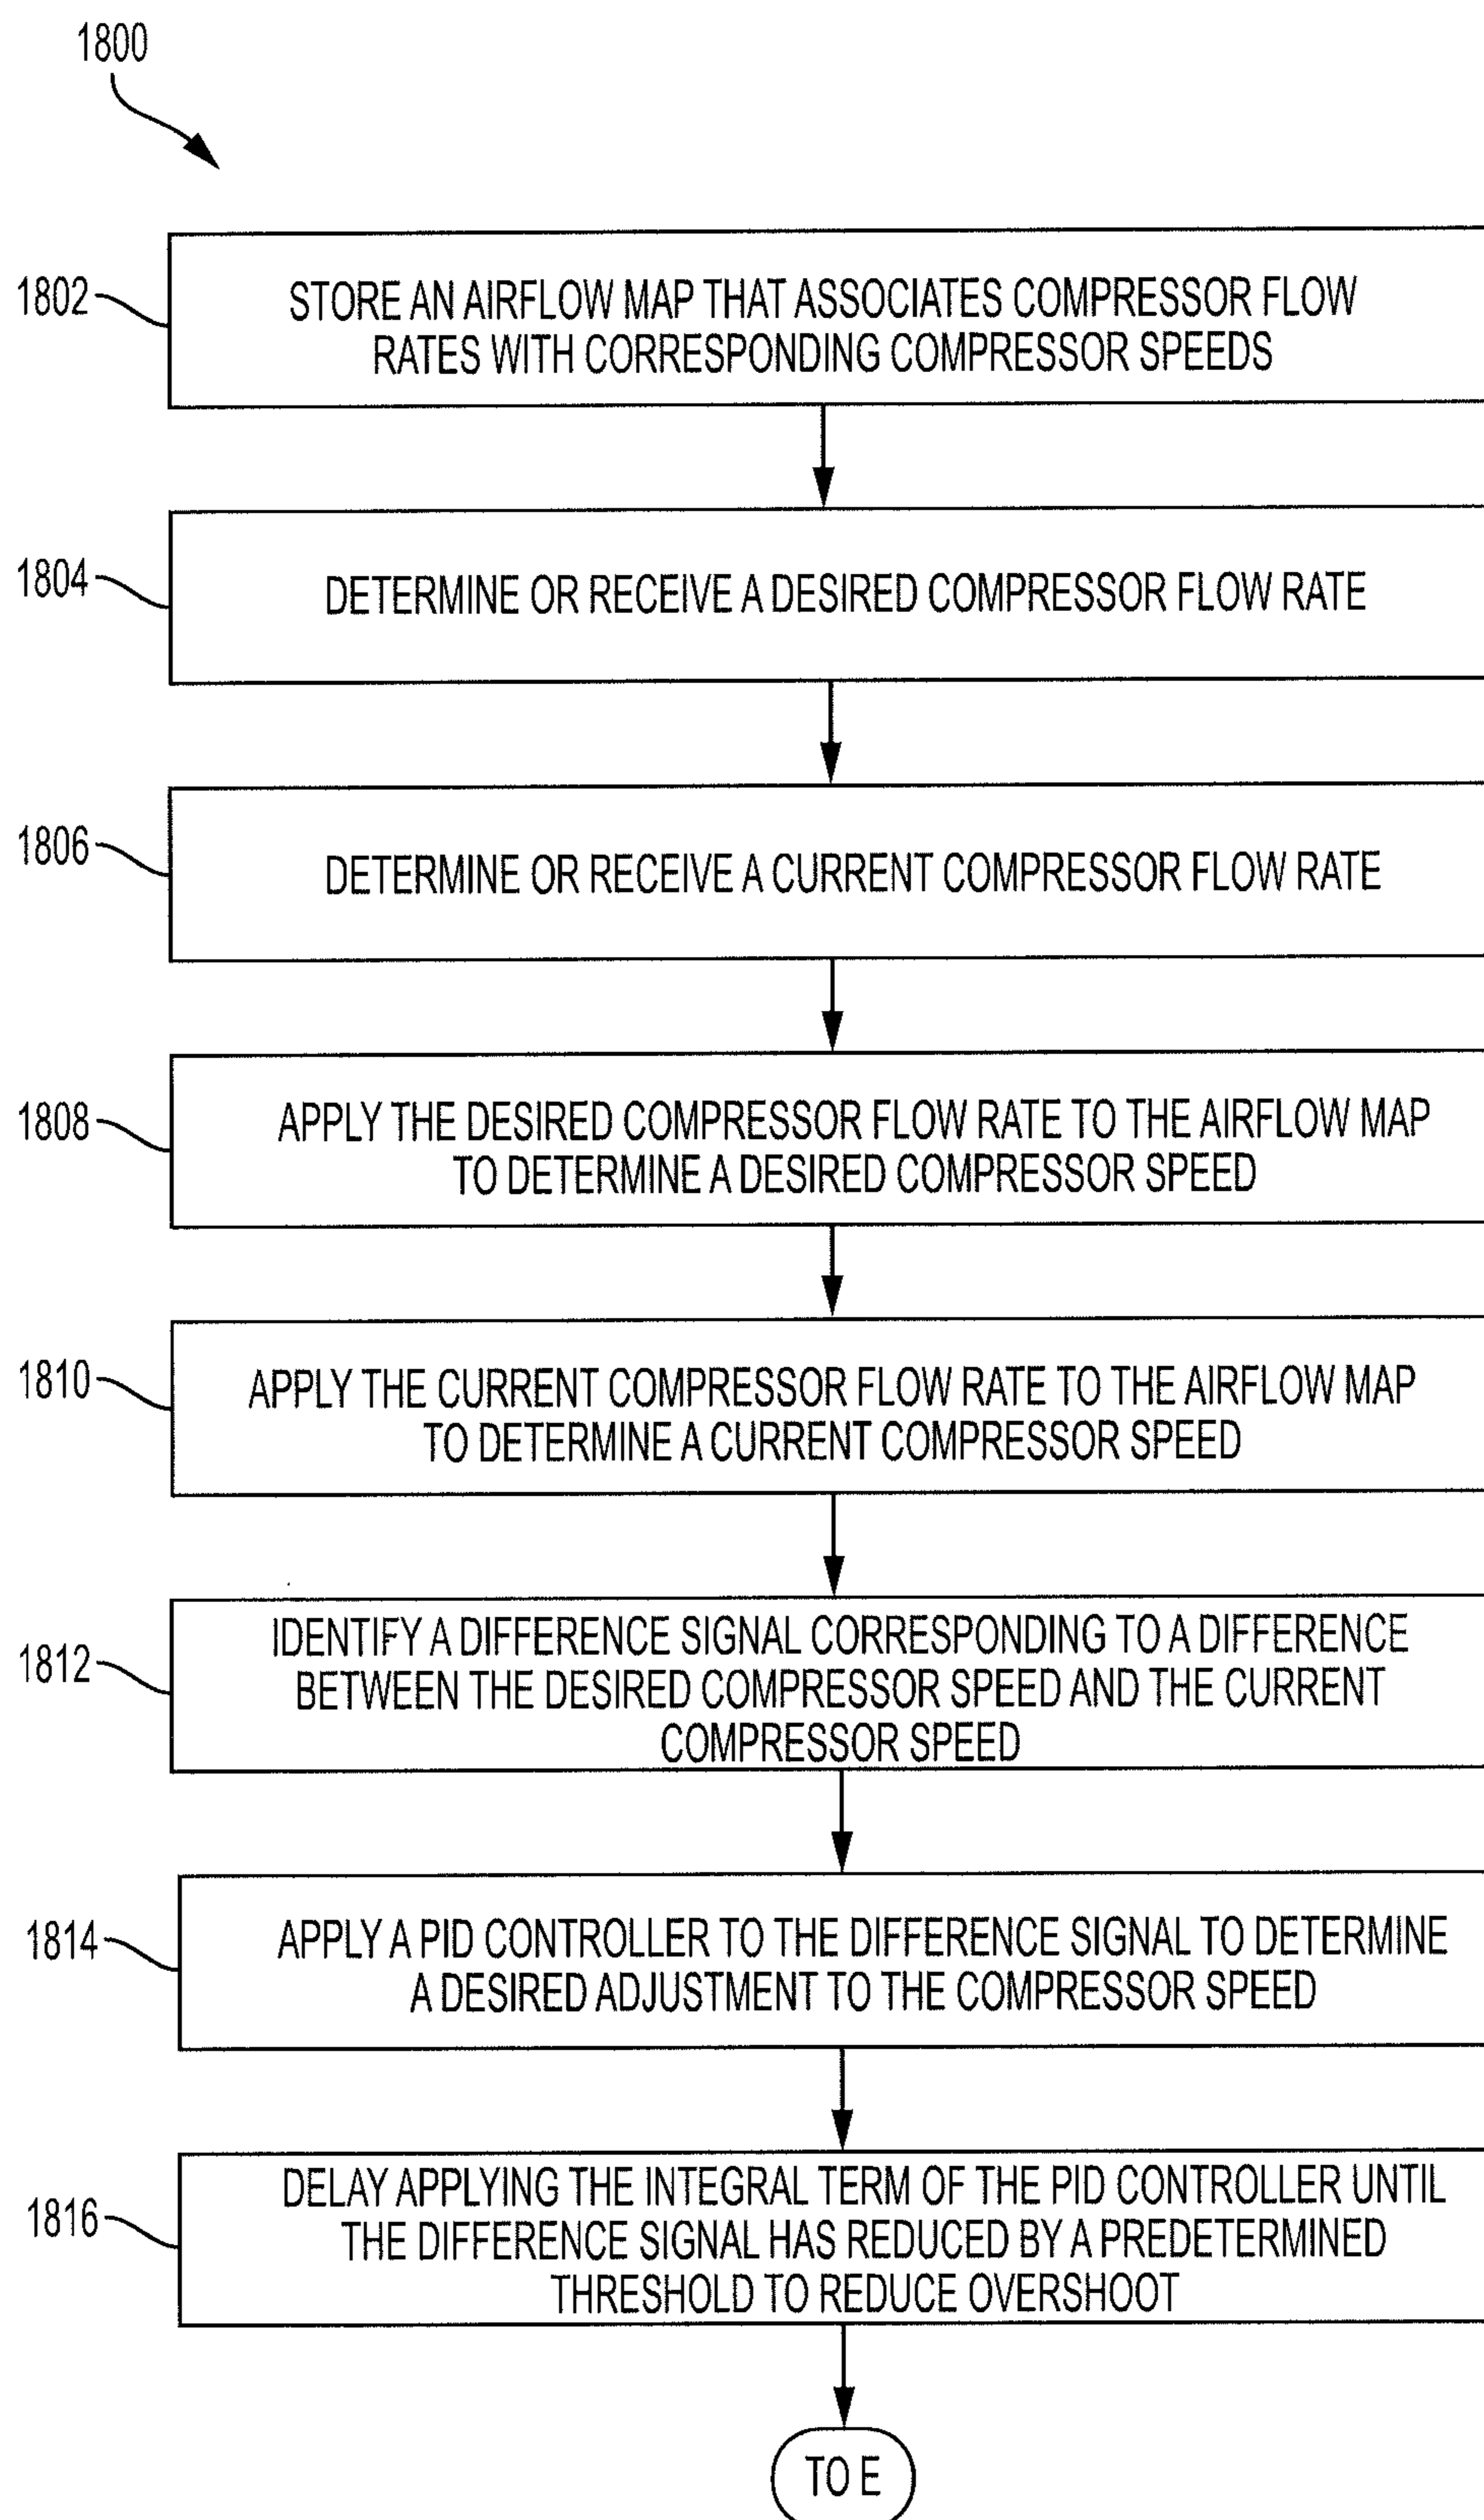 1800
1802
STORE AN AIRFLOW MAP THAT ASSOCIATES COMPRESSOR FLOW
RATES WITH CORRESPONDING COMPRESSOR SPEEDS
1804
DETERMINE OR RECEIVE A DESIRED COMPRESSOR FLOW RATE
1806
DETERMINE OR RECEIVE A CURRENT COMPRESSOR FLOW RATE
1808
APPLY THE DESIRED COMPRESSOR FLOW RATE TO THE AIRFLOW MAP
TO DETERMINE A DESIRED COMPRESSOR SPEED
1810
APPLY THE CURRENT COMPRESSOR FLOW RATE TO THE AIRFLOW MAP
TO DETERMINE A CURRENT COMPRESSOR SPEED
1812
IDENTIFY A DIFFERENCE SIGNAL CORRESPONDING TO A DIFFERENCE
BETWEEN THE DESIRED COMPRESSOR SPEED AND THE CURRENT
COMPRESSOR SPEED
1814
APPLY A PID CONTROLLER TO THE DIFFERENCE SIGNAL TO DETERMINE
A DESIRED ADJUSTMENT TO THE COMPRESSOR SPEED
1816
DELAY APPLYING THE INTEGRAL TERM OF THE PID CONTROLLER UNTIL
THE DIFFERENCE SIGNAL HAS REDUCED BY A PREDETERMINED
THRESHOLD TO REDUCE OVERSHOOT
TO E